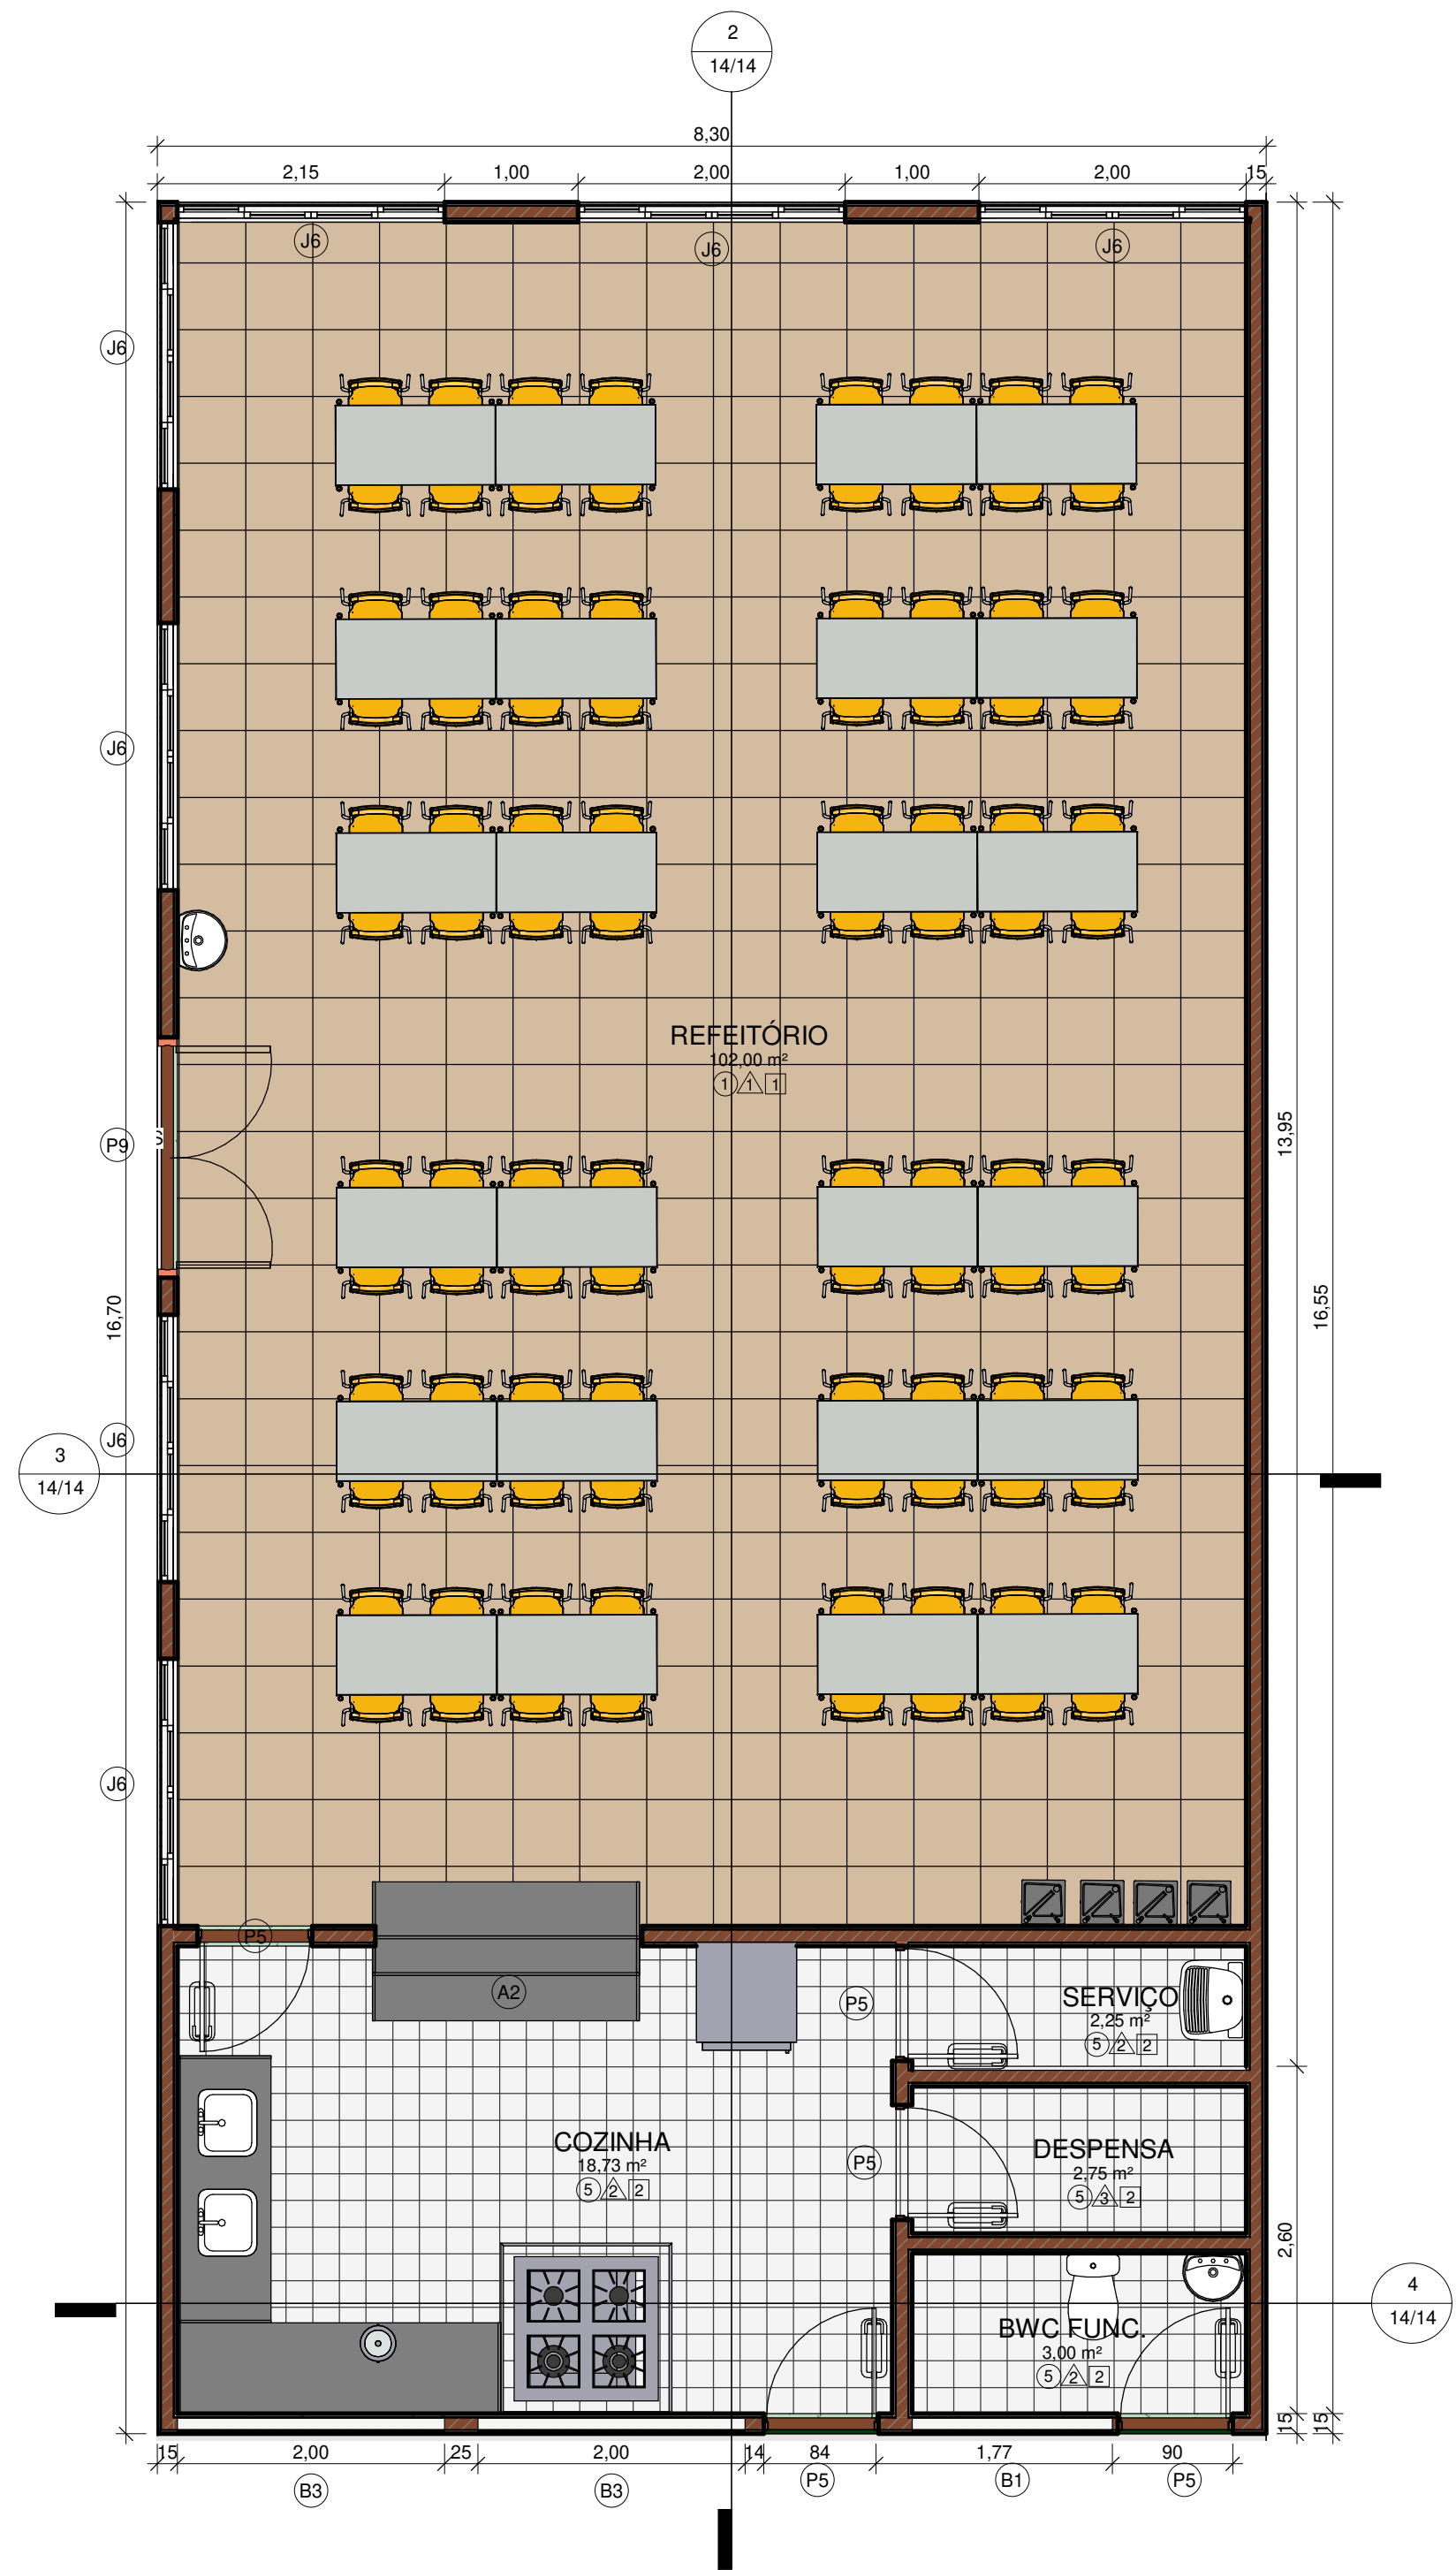 2
14/14
8,30
2,15 1,00 2,00 1,00 2,00 15
J6 J6 J6
J6
J6
REFEITÓRIO
102,00 m²
1 1 1
P9
13,95
16,70
16,55
J6
3
14/14
J6
P5
A2
P5
SERVIÇO
2,25 m²
5 2 2
COZINHA
18,73 m²
5 2 2
P5
DESPENSA
2,75 m²
5 3 2
2,60
4
14/14
BWC FUNC.
3,00 m²
5 2 2
15 15
15 2,00 25 2,00 14 84 1,77 90
B3 B3 P5 B1 P5